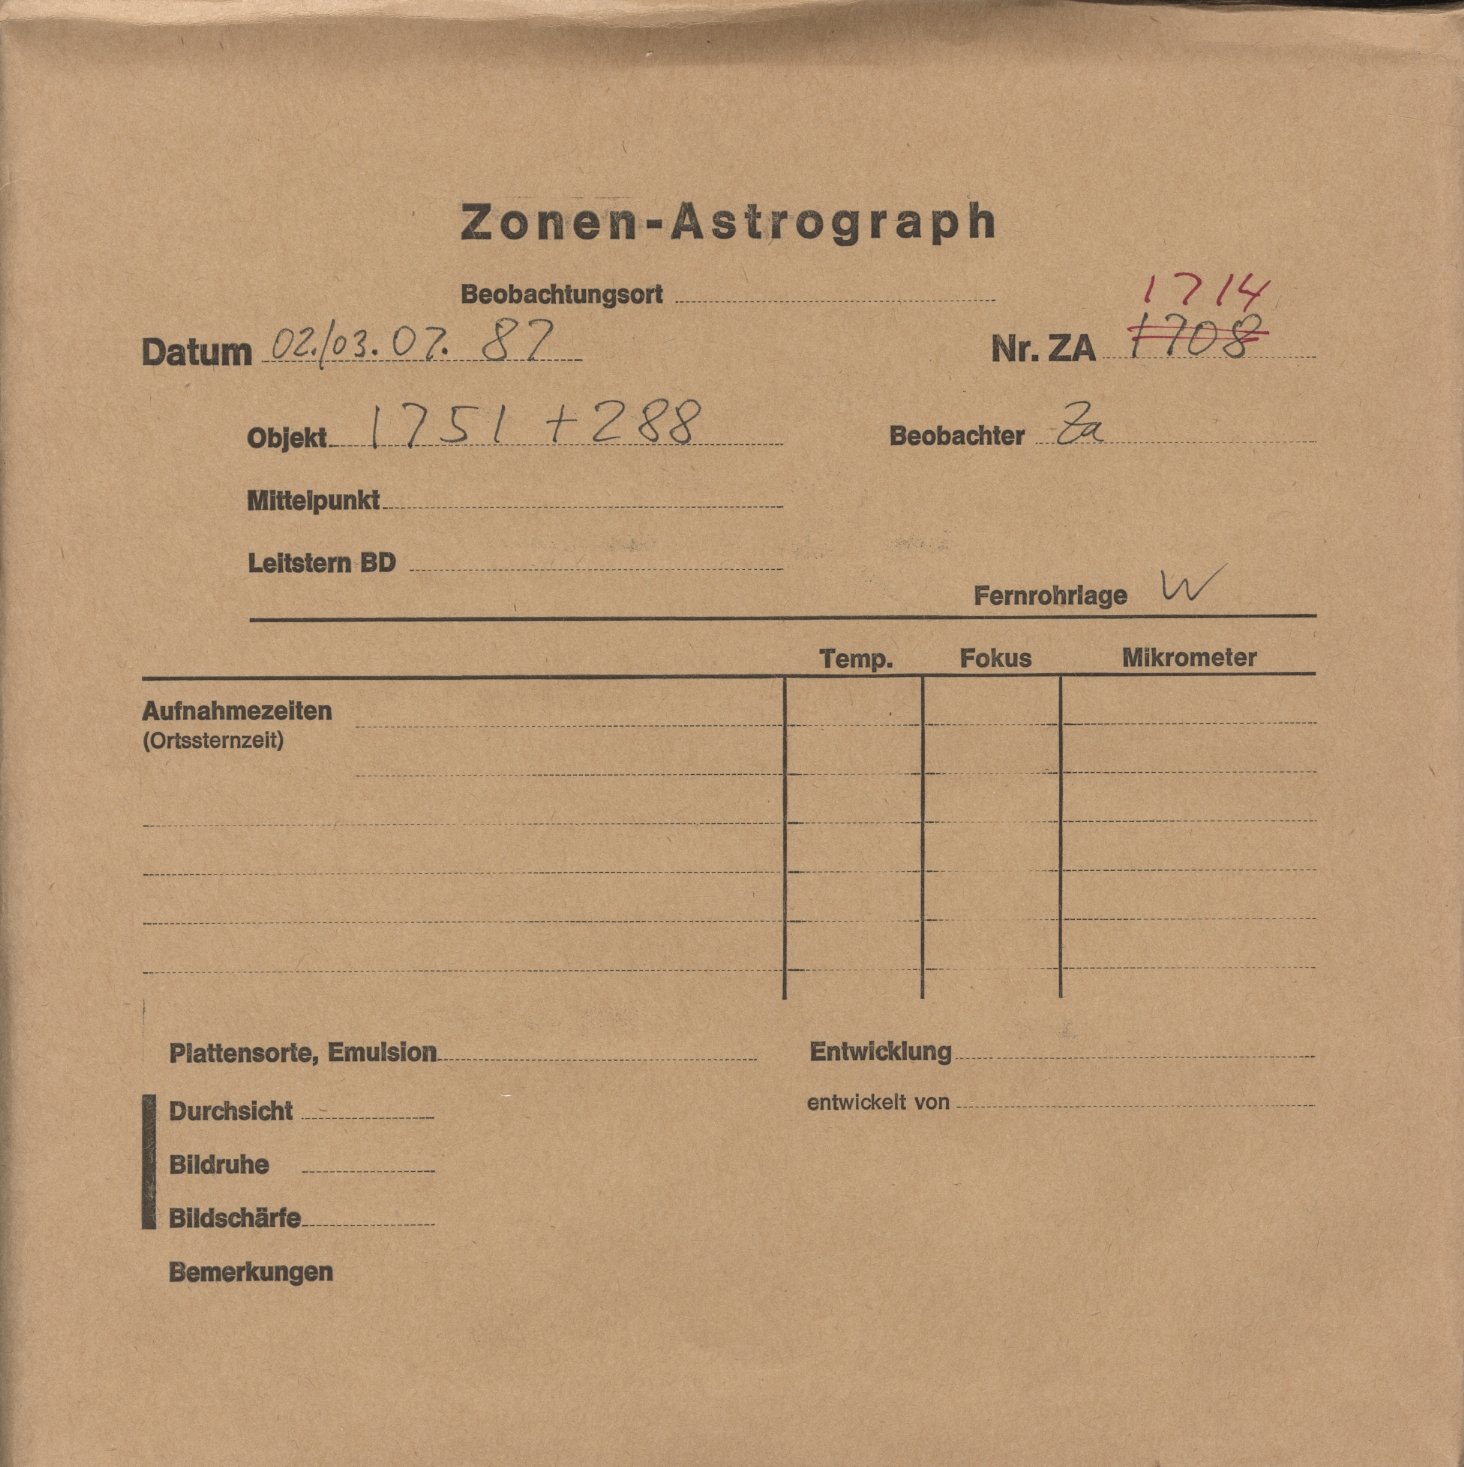 Zonen-Astrograph
Beobachtungsort
1714
Datum 02./03. 07. 87
Nr. ZA 1708
Objekt 1751 +288
Beobachter Za
Mittelpunkt
Leitstern BD
Fernrohrlage W
Temp. Fokus Mikrometer
Aufnahmezeiten
(Ortssternzeit)
Plattensorte, Emulsion
Entwicklung
Durchsicht
entwickelt von
Bildruhe
Bildschärfe
Bemerkungen